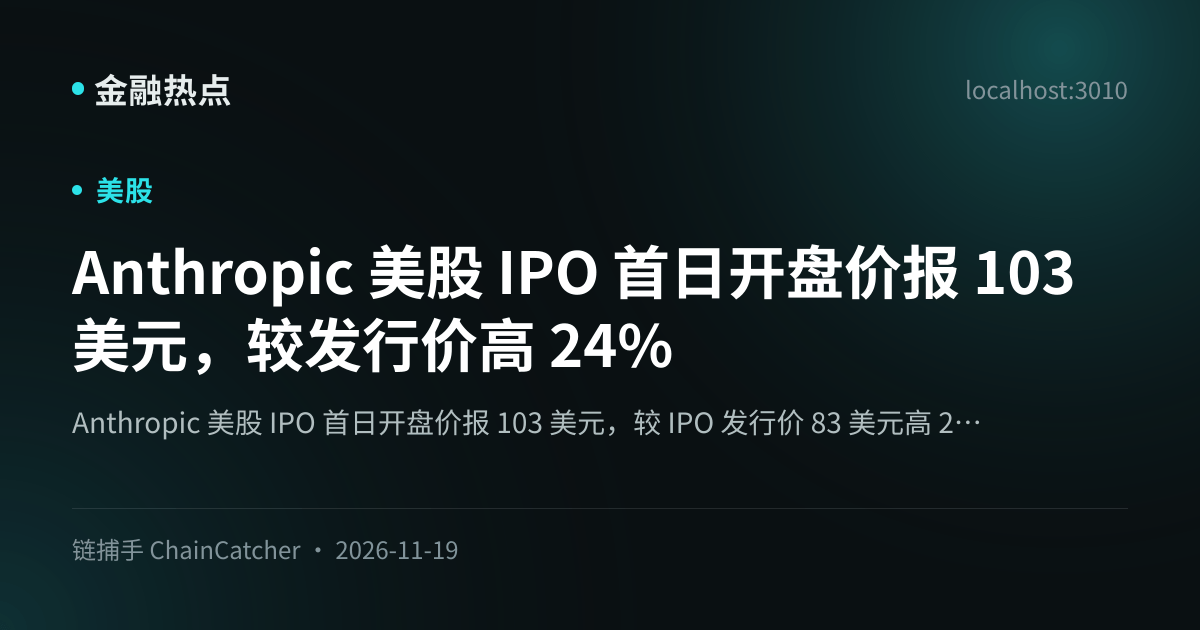 金融热点
localhost:3010
美股
Anthropic 美股 IPO 首日开盘价报 103
美元，较发行价高 24%
Anthropic 美股 IPO 首日开盘价报 103 美元，较 IPO 发行价 83 美元高 2…
链捕手 ChainCatcher · 2026-11-19